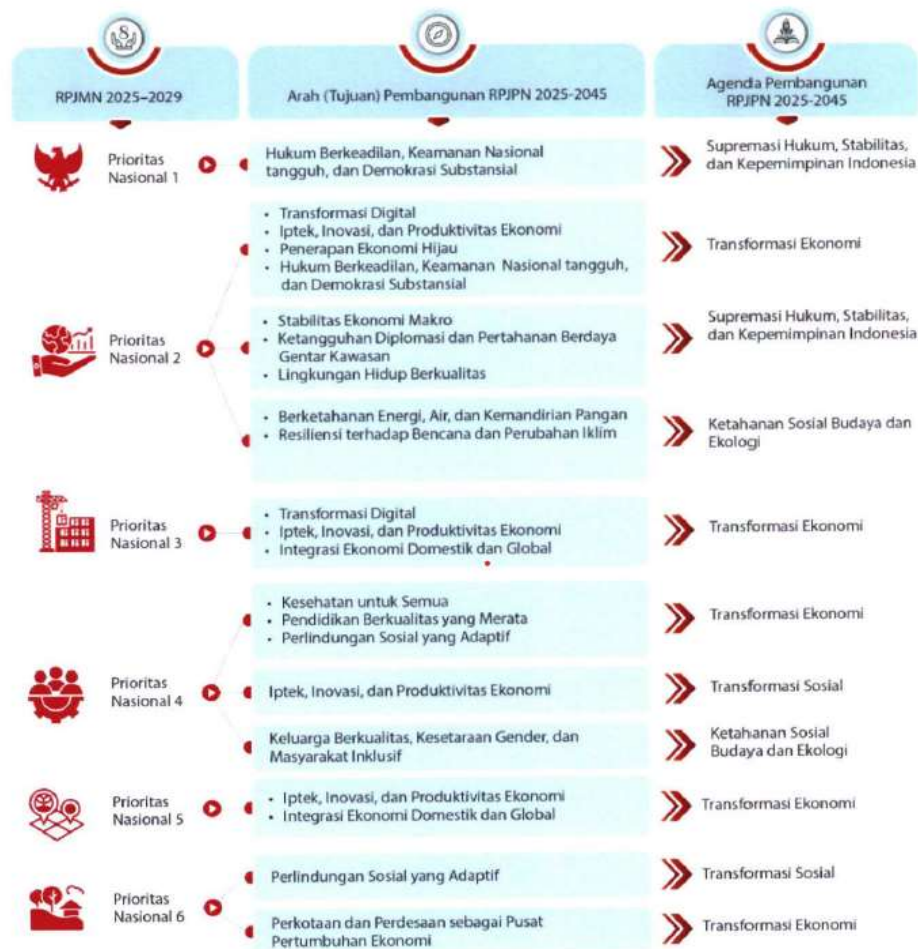 8
RPJMN 2025–2029
Arah (Tujuan) Pembangunan RPJPN 2025-2045
Agenda Pembangunan
RPJPN 2025-2045
Prioritas
Nasional 1
Hukum Berkeadilan, Keamanan Nasional
tangguh, dan Demokrasi Substansial
Supremasi Hukum, Stabilitas,
dan Kepemimpinan Indonesia
Prioritas
Nasional 2
• Transformasi Digital
• Iptek, Inovasi, dan Produktivitas Ekonomi
• Penerapan Ekonomi Hijau
• Hukum Berkeadilan, Keamanan Nasional tangguh,
dan Demokrasi Substansial
Transformasi Ekonomi
• Stabilitas Ekonomi Makro
• Ketangguhan Diplomasi dan Pertahanan Berdaya
Gentar Kawasan
• Lingkungan Hidup Berkualitas
Supremasi Hukum, Stabilitas,
dan Kepemimpinan Indonesia
• Berketahanan Energi, Air, dan Kemandirian Pangan
• Resiliensi terhadap Bencana dan Perubahan Iklim
Ketahanan Sosial Budaya dan
Ekologi
Prioritas
Nasional 3
• Transformasi Digital
• Iptek, Inovasi, dan Produktivitas Ekonomi
• Integrasi Ekonomi Domestik dan Global
Transformasi Ekonomi
Prioritas
Nasional 4
• Kesehatan untuk Semua
• Pendidikan Berkualitas yang Merata
• Perlindungan Sosial yang Adaptif
Transformasi Ekonomi
Iptek, Inovasi, dan Produktivitas Ekonomi
Transformasi Sosial
Keluarga Berkualitas, Kesetaraan Gender, dan
Masyarakat Inklusif
Ketahanan Sosial
Budaya dan Ekologi
Prioritas
Nasional 5
• Iptek, Inovasi, dan Produktivitas Ekonomi
• Integrasi Ekonomi Domestik dan Global
Transformasi Ekonomi
Prioritas
Nasional 6
Perlindungan Sosial yang Adaptif
Transformasi Sosial
Perkotaan dan Perdesaan sebagai Pusat
Pertumbuhan Ekonomi
Transformasi Ekonomi